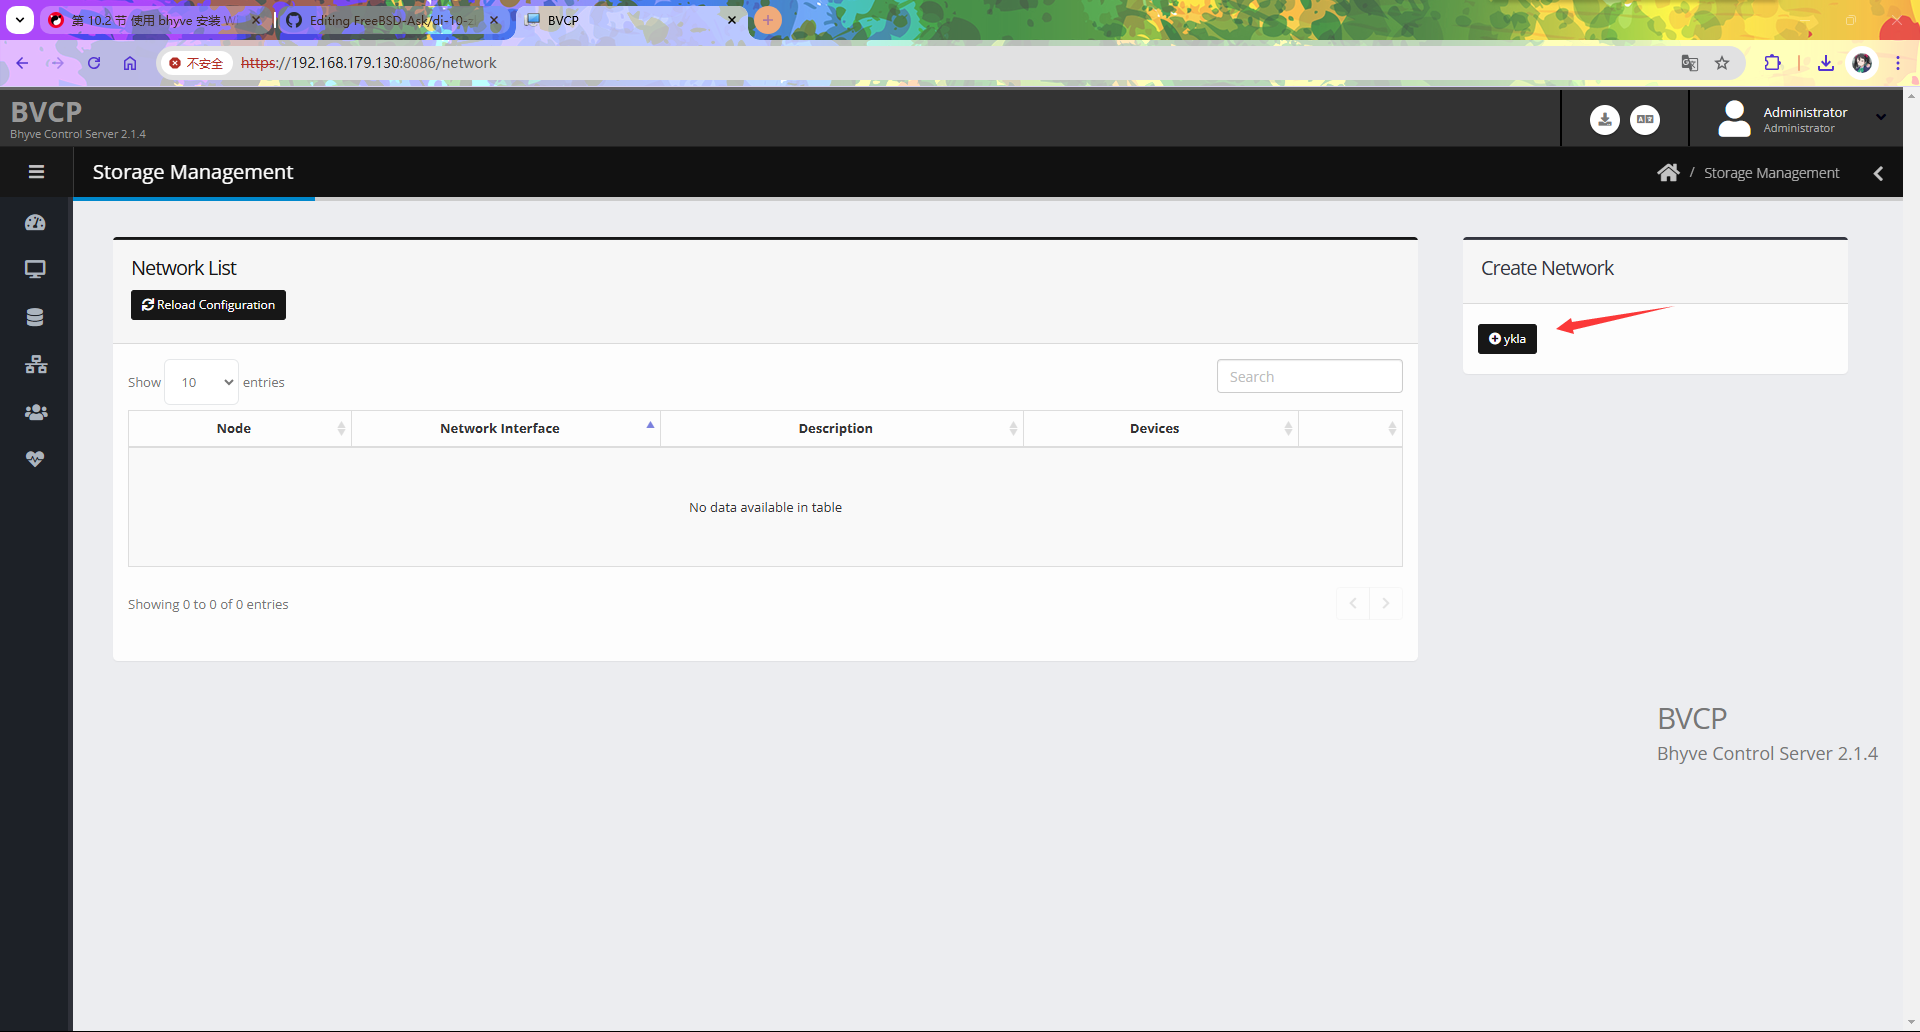 第 10.2 节 使用 bhyve 安装 W
Editing FreeBSD-Ask/di-10-z
BVCP
不安全
https://192.168.179.130:8086/network
BVCP
Bhyve Control Server 2.1.4
Administrator
Administrator
Storage Management
/ Storage Management
Network List
Reload Configuration
Create Network
ykla
Show 10 entries
Search
Node
Network Interface
Description
Devices
No data available in table
Showing 0 to 0 of 0 entries
BVCP
Bhyve Control Server 2.1.4